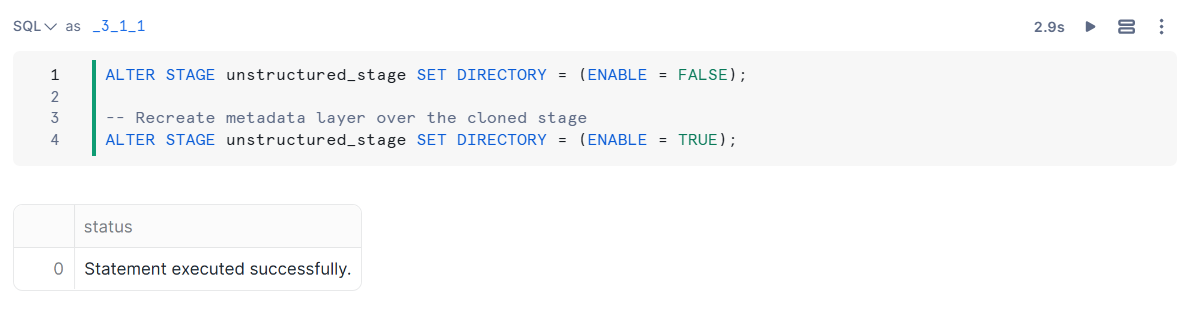 SQL as _3_1_1 2.9s
1 ALTER STAGE unstructured_stage SET DIRECTORY = (ENABLE = FALSE);
2
3 -- Recreate metadata layer over the cloned stage
4 ALTER STAGE unstructured_stage SET DIRECTORY = (ENABLE = TRUE);
status
0 Statement executed successfully.